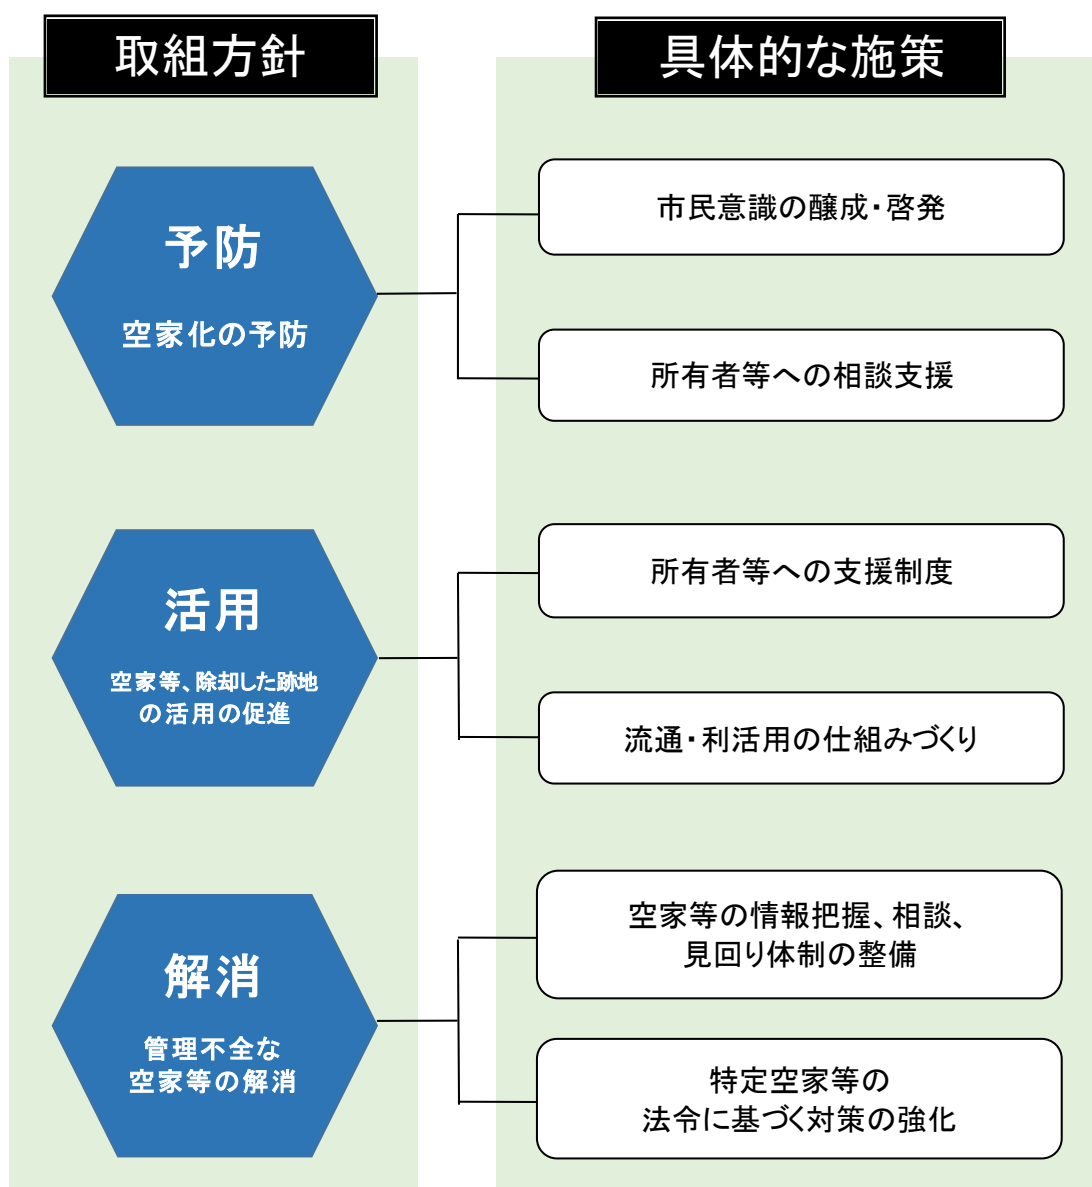 取組方針
具体的な施策
予防
空家化の予防
市民意識の醸成・啓発
所有者等への相談支援
活用
空家等、除却した跡地
の活用の促進
所有者等への支援制度
流通・利活用の仕組みづくり
解消
管理不全な
空家等の解消
空家等の情報把握、相談、
見回り体制の整備
特定空家等の
法令に基づく対策の強化